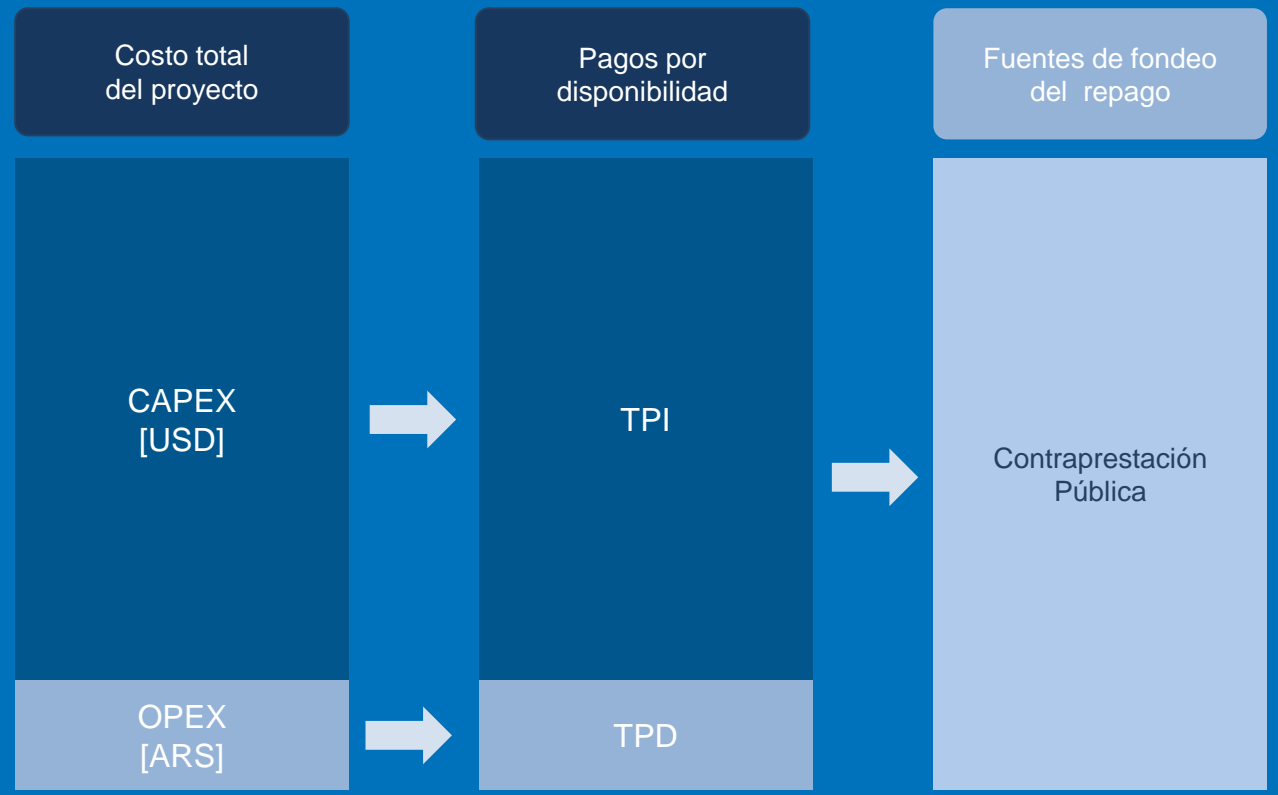 Costo total
del proyecto
Pagos por
disponibilidad
Fuentes de fondeo
del repago
CAPEX
[USD]
TPI
Contraprestación
Pública
OPEX
[ARS]
TPD